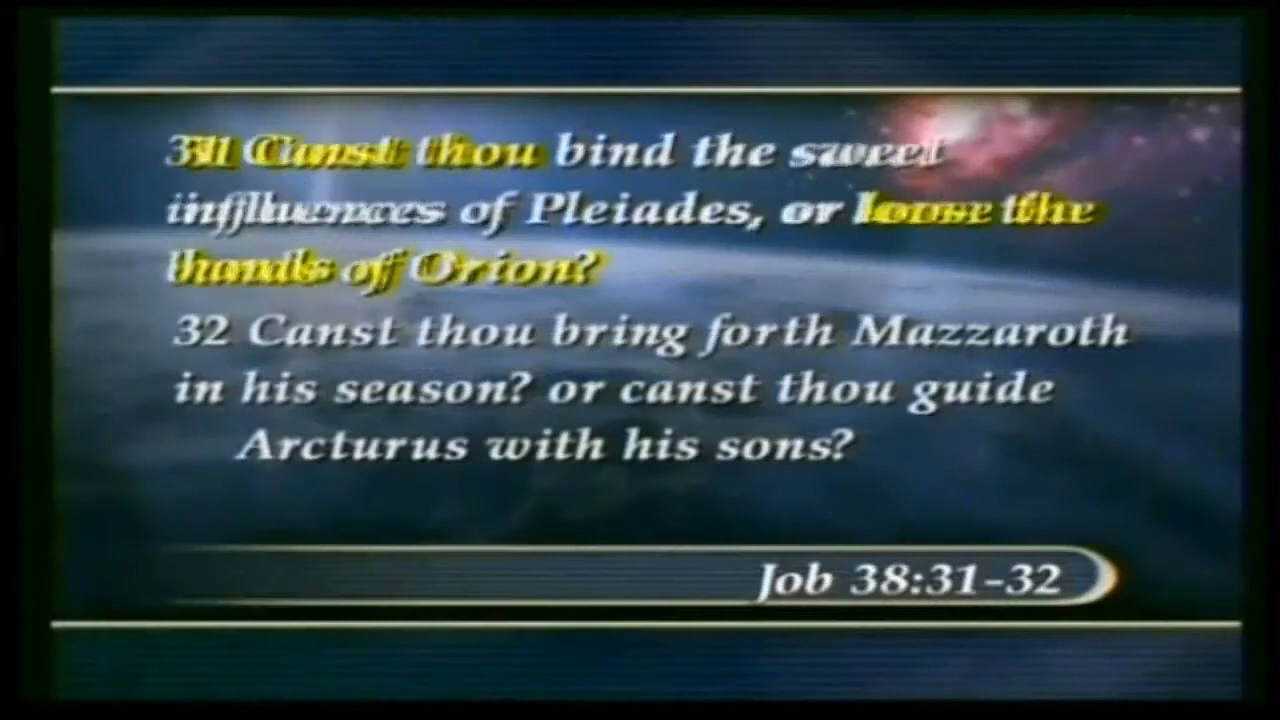 31 Canst thou bind the sweet
influences of Pleiades, or loose the
bands of Orion?
32 Canst thou bring forth Mazzaroth
in his season? or canst thou guide
Arcturus with his sons?
Job 38:31-32